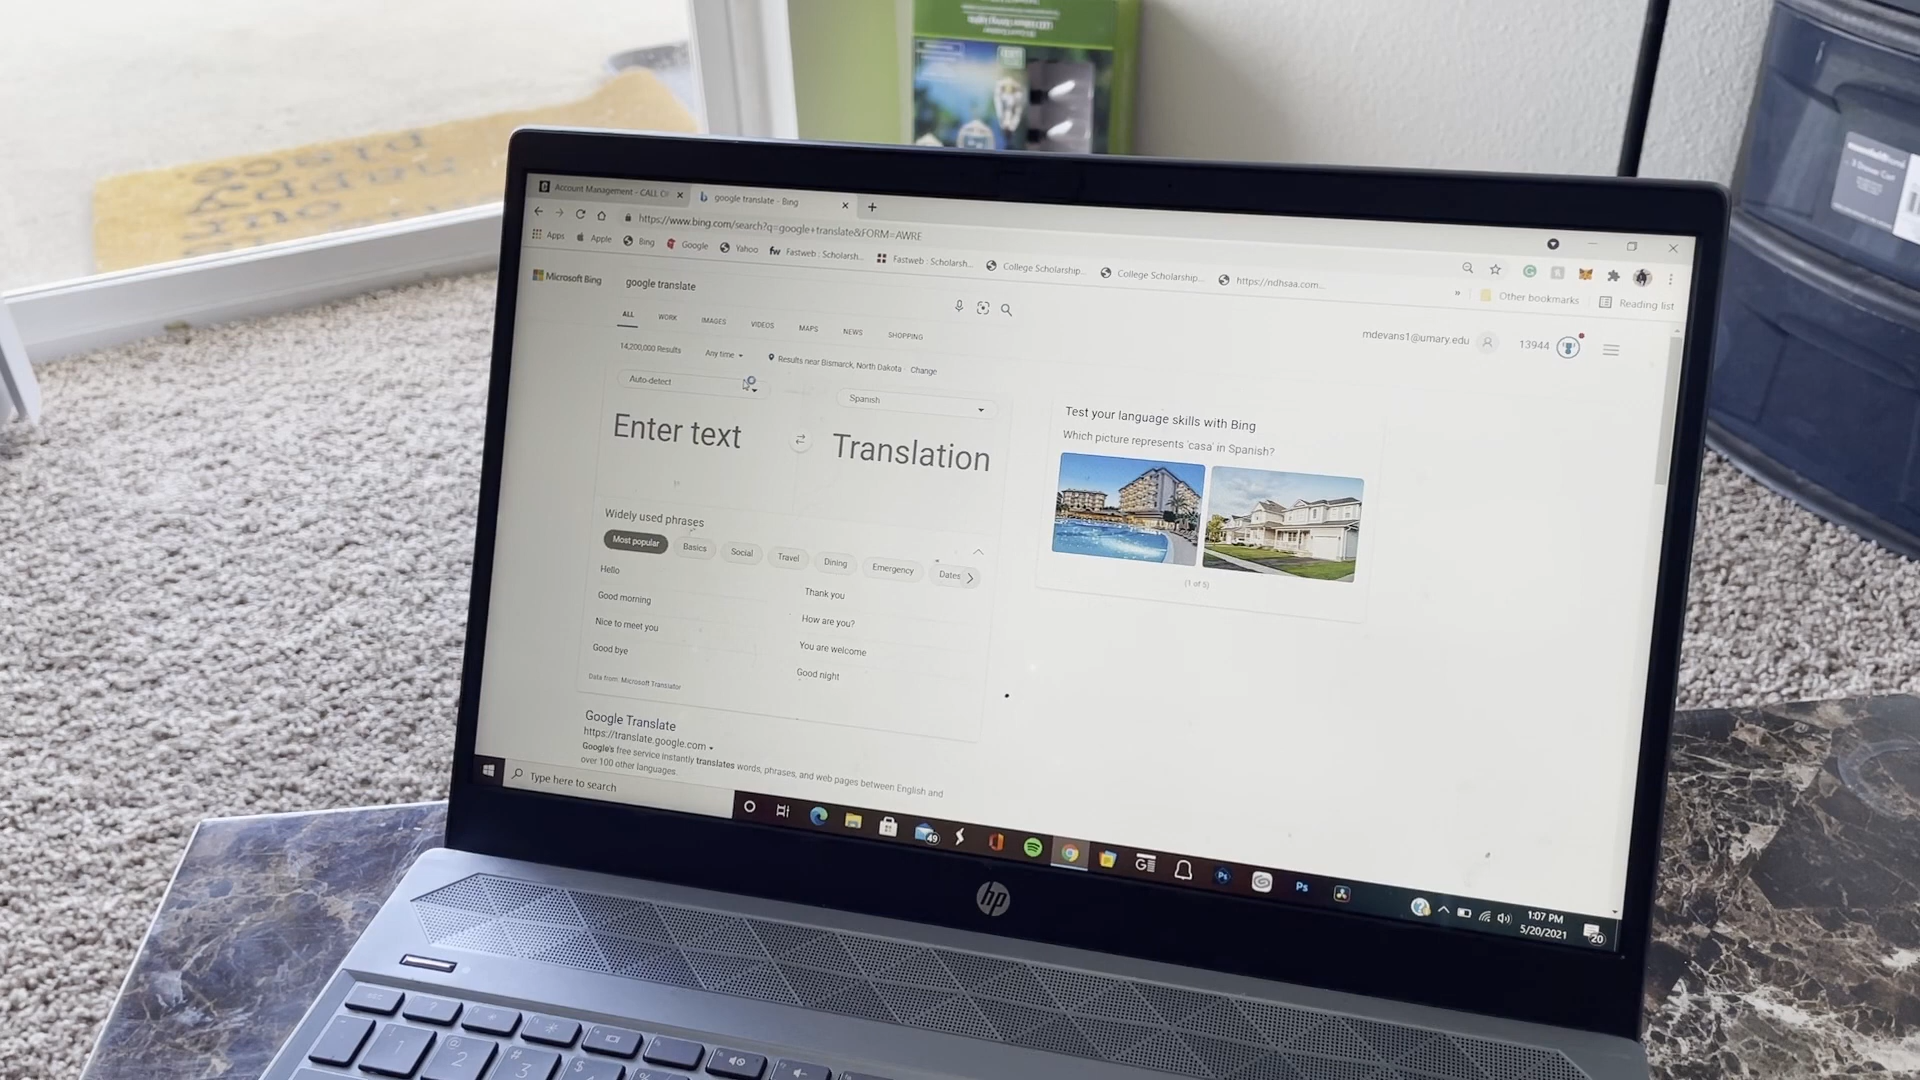 Account Management - CALL
google translate - Bing
https://www.bing.com/search?q=google+translate&FORM=AWRE
Apps
Apple
Bing
Google
Yahoo
Fastweb : Scholarsh...
Fastweb : Scholarsh...
College Scholarship...
College Scholarship...
https://ndhsaa.com...
Other bookmarks
Reading list
Microsoft Bing
google translate
mdevans1@umary.edu
13944
ALL
WORK
IMAGES
VIDEOS
MAPS
NEWS
SHOPPING
14,200,000 Results
Any time
Results near Bismarck, North Dakota
Change
Auto-detect
Spanish
Enter text
Translation
Test your language skills with Bing
Which picture represents 'casa' in Spanish?
(1 of 5)
Widely used phrases
Most popular
Basics
Social
Travel
Dining
Emergency
Dates
Hello
Thank you
Good morning
How are you?
Nice to meet you
You are welcome
Good bye
Good night
Data from: Microsoft Translator
Google Translate
https://translate.google.com
Google's free service instantly translates words, phrases, and web pages between English and
over 100 other languages.
Type here to search
49
Ps
Ps
1:07 PM
5/20/2021
20
hp
1
2
3